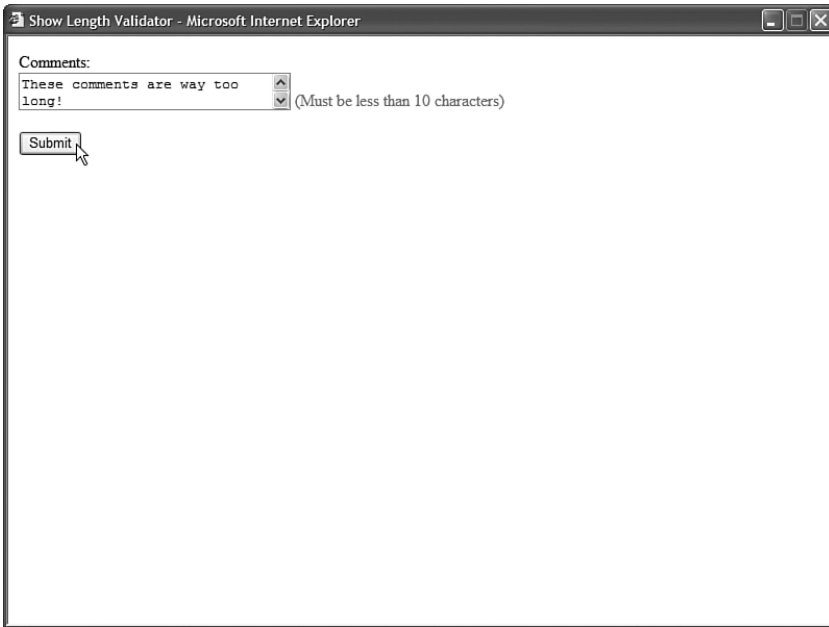 Show Length Validator - Microsoft Internet Explorer
Comments:
These comments are way too
long!
(Must be less than 10 characters)
Submit